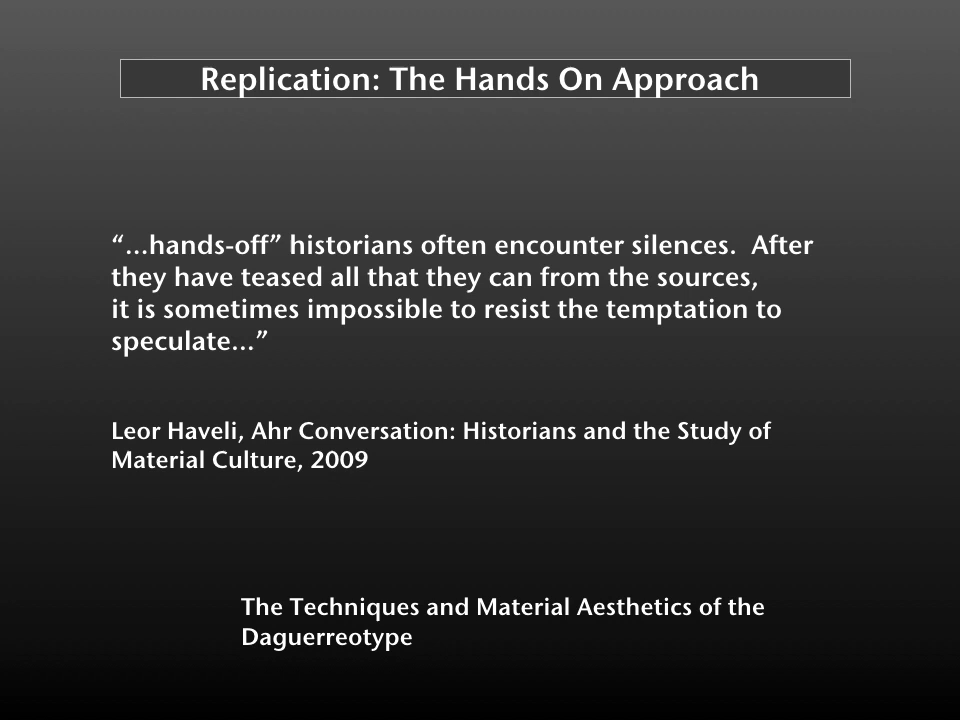 Replication: The Hands On Approach
“...hands-off” historians often encounter silences.  After
they have teased all that they can from the sources,
it is sometimes impossible to resist the temptation to
speculate...”
Leor Haveli, Ahr Conversation: Historians and the Study of
Material Culture, 2009
The Techniques and Material Aesthetics of the
Daguerreotype